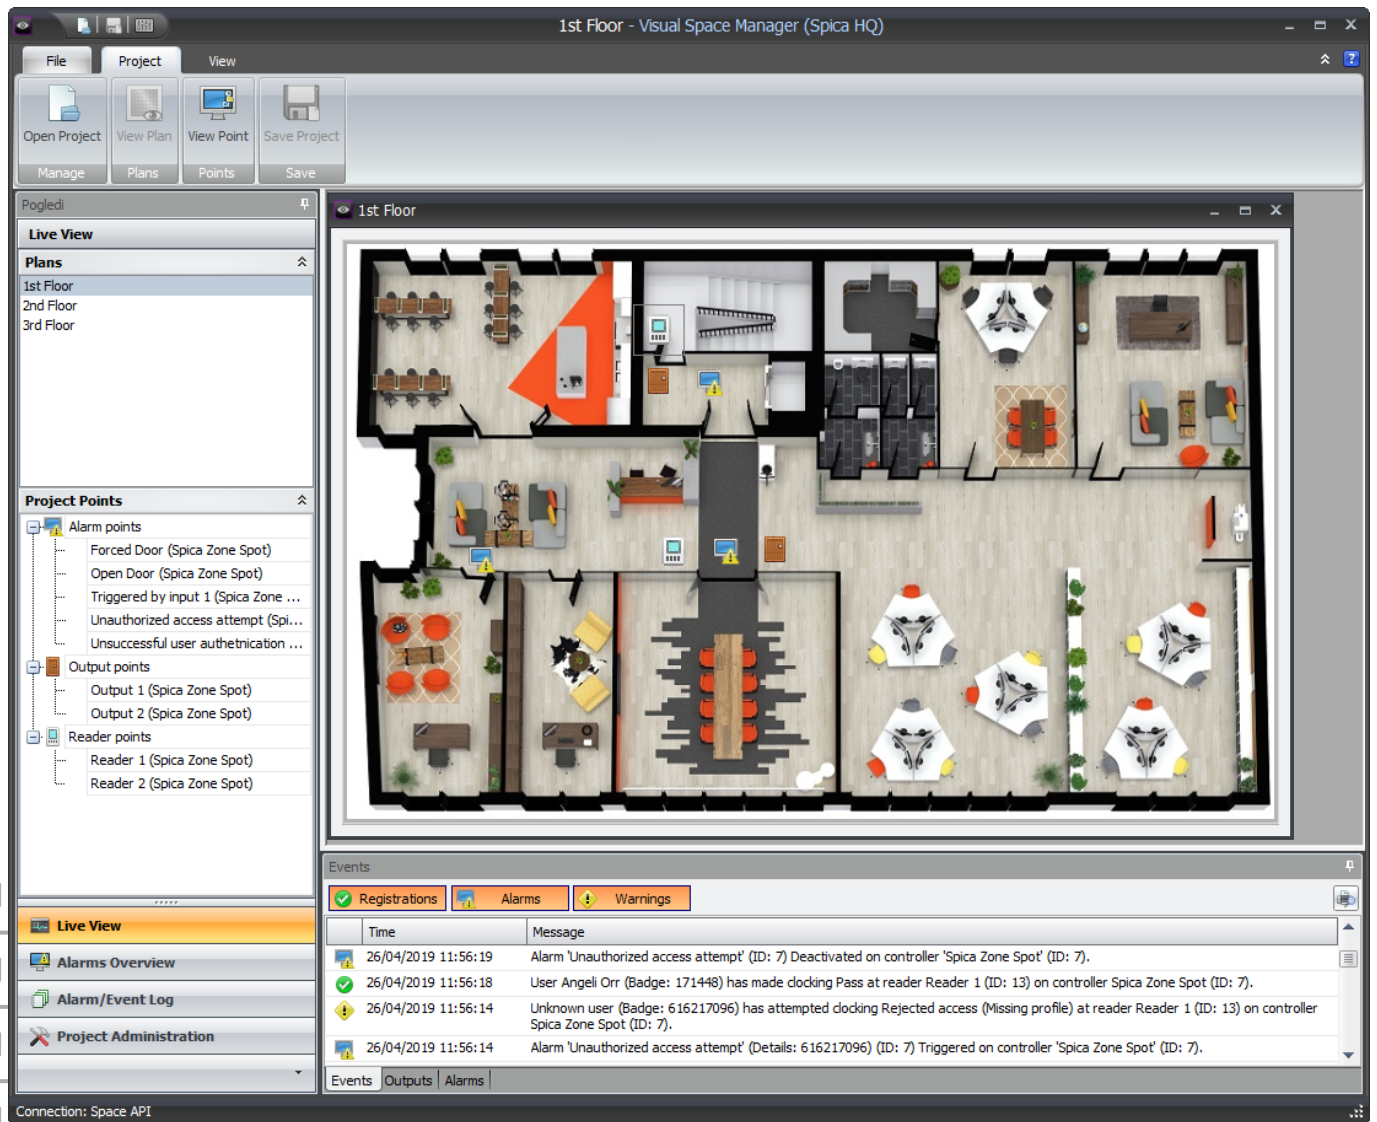 1st Floor - Visual Space Manager (Spica HQ)
File Project View
Open Project View Plan View Point Save Project
Manage Plans Points Save
Pogledi
Live View
Plans
1st Floor
2nd Floor
3rd Floor
Project Points
Alarm points
Forced Door (Spica Zone Spot)
Open Door (Spica Zone Spot)
Triggered by input 1 (Spica Zone ...
Unauthorized access attempt (Spi...
Unsuccessful user authetnication ...
Output points
Output 1 (Spica Zone Spot)
Output 2 (Spica Zone Spot)
Reader points
Reader 1 (Spica Zone Spot)
Reader 2 (Spica Zone Spot)
Live View
Alarms Overview
Alarm/Event Log
Project Administration
1st Floor
Events
Registrations Alarms Warnings
Time Message
26/04/2019 11:56:19 Alarm 'Unauthorized access attempt' (ID: 7) Deactivated on controller 'Spica Zone Spot' (ID: 7).
26/04/2019 11:56:18 User Angeli Orr (Badge: 171448) has made clocking Pass at reader Reader 1 (ID: 13) on controller Spica Zone Spot (ID: 7).
26/04/2019 11:56:14 Unknown user (Badge: 616217096) has attempted clocking Rejected access (Missing profile) at reader Reader 1 (ID: 13) on controller
Spica Zone Spot (ID: 7).
26/04/2019 11:56:14 Alarm 'Unauthorized access attempt' (Details: 616217096) (ID: 7) Triggered on controller 'Spica Zone Spot' (ID: 7).
Events Outputs Alarms
Connection: Space API